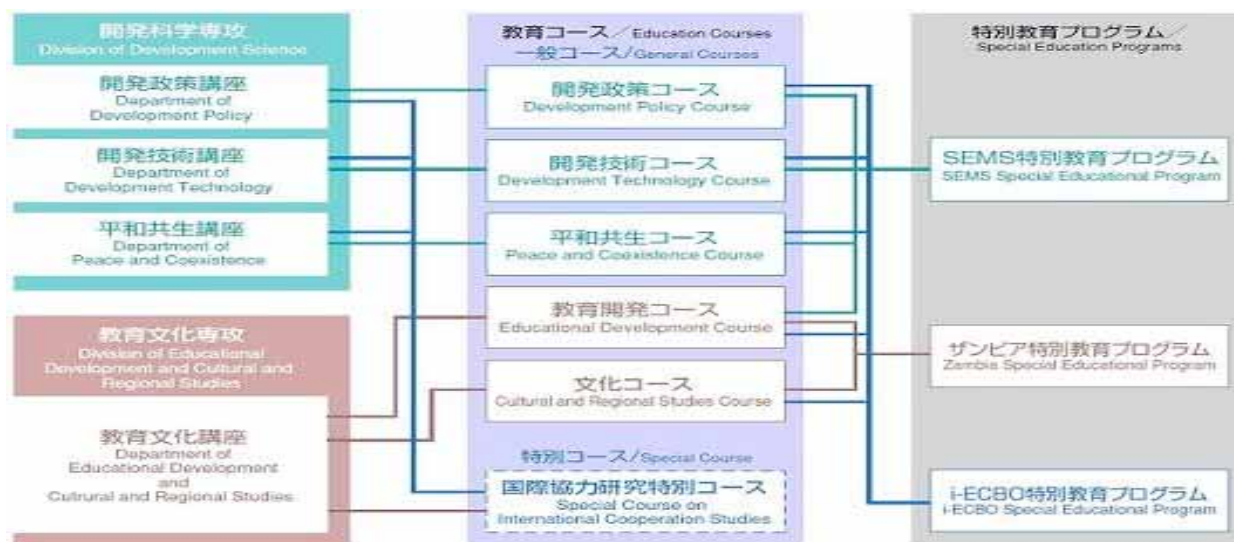 開発科学専攻
Division of Development Science
開発政策講座
Department of
Development Policy
開発技術講座
Department of
Development Technology
平和共生講座
Department of
Peace and Coexistence
教育文化専攻
Division of Educational
Development and Cultural and
Regional Studies
教育文化講座
Department of
Educational Development
and
Cutrural and Regional Studies
教育コース/Education Courses
一般コース/General Courses
開発政策コース
Development Policy Course
開発技術コース
Development Technology Course
平和共生コース
Peace and Coexistence Course
教育開発コース
Educational Development Course
文化コース
Cultural and Regional Studies Course
特別コース/Special Course
国際協力研究特別コース
Special Course on
International Cooperation Studies
特別教育プログラム/
Special Education Programs
SEMS特別教育プログラム
SEMS Special Educational Program
ザンビア特別教育プログラム
Zambia Special Educational Program
i-ECBO特別教育プログラム
i-ECBO Special Educational Program